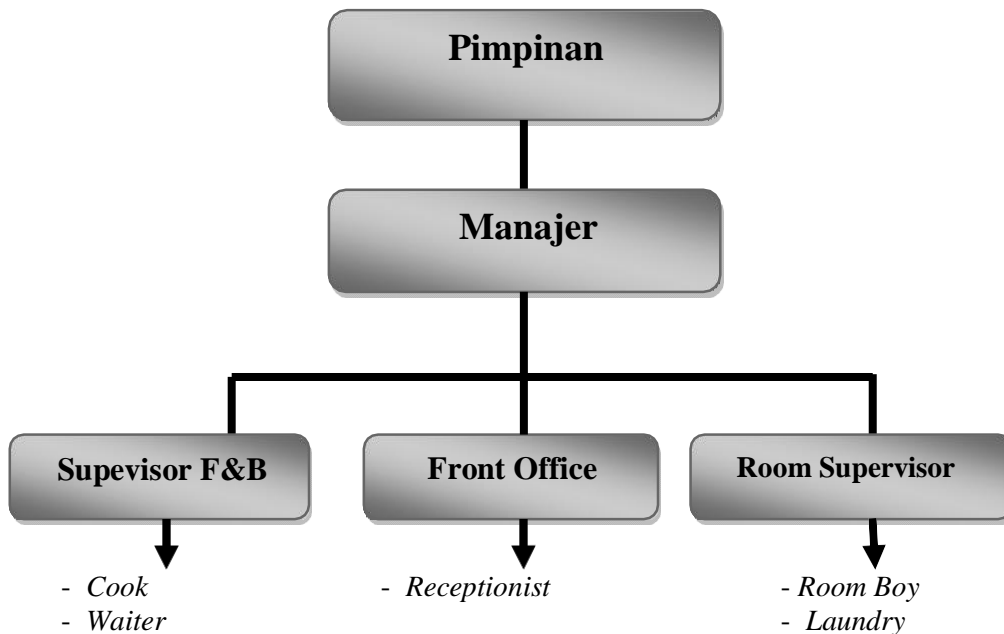 Pimpinan
Manajer
Supevisor F&B
Front Office
Room Supervisor
- Cook
- Waiter
- Receptionist
- Room Boy
- Laundry